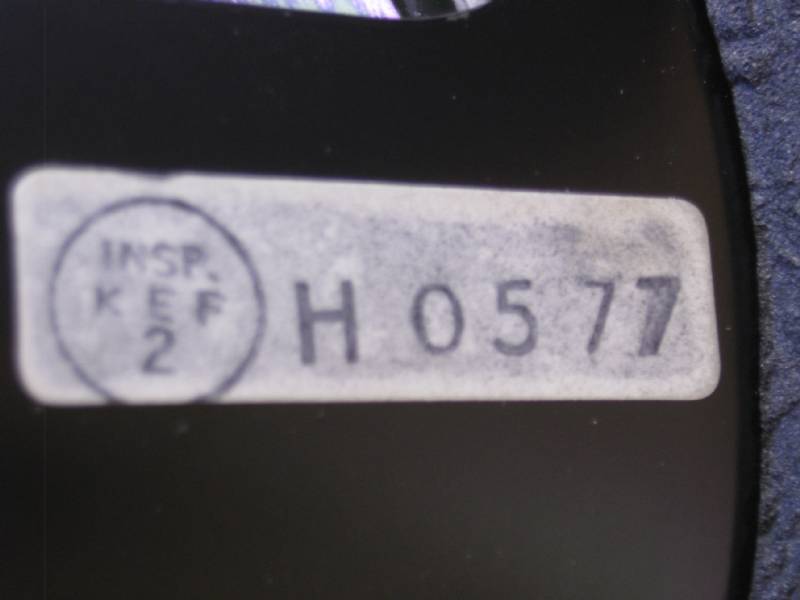 INSP.
KEF
2
H 0577